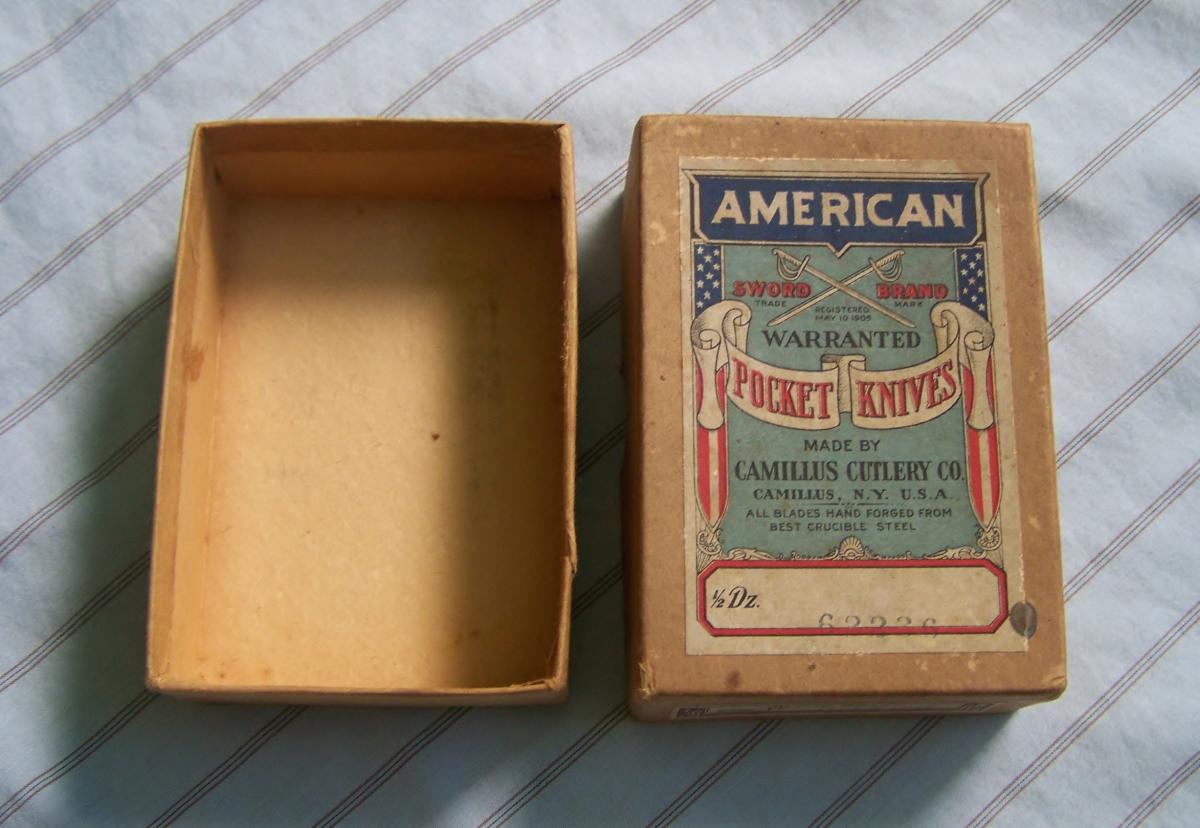 AMERICAN
SWORD BRAND
TRADE MARK
REGISTERED
MAY 10 1905
WARRANTED
POCKET KNIVES
MADE BY
CAMILLUS CUTLERY CO.
CAMILLUS, N.Y. U.S.A.
ALL BLADES HAND FORGED FROM
BEST CRUCIBLE STEEL
½ Dz.